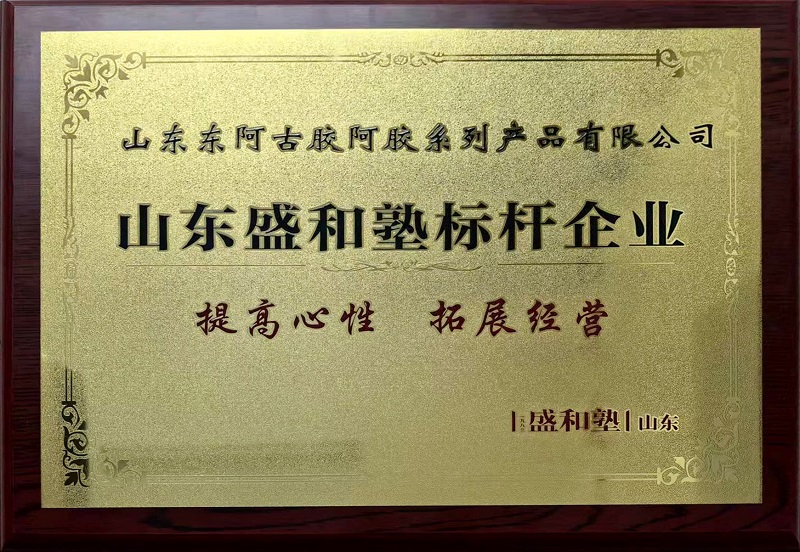 山东东阿古胶阿胶系列产品有限公司
山东盛和塾标杆企业
提高心性 拓展经营
盛和塾 山东